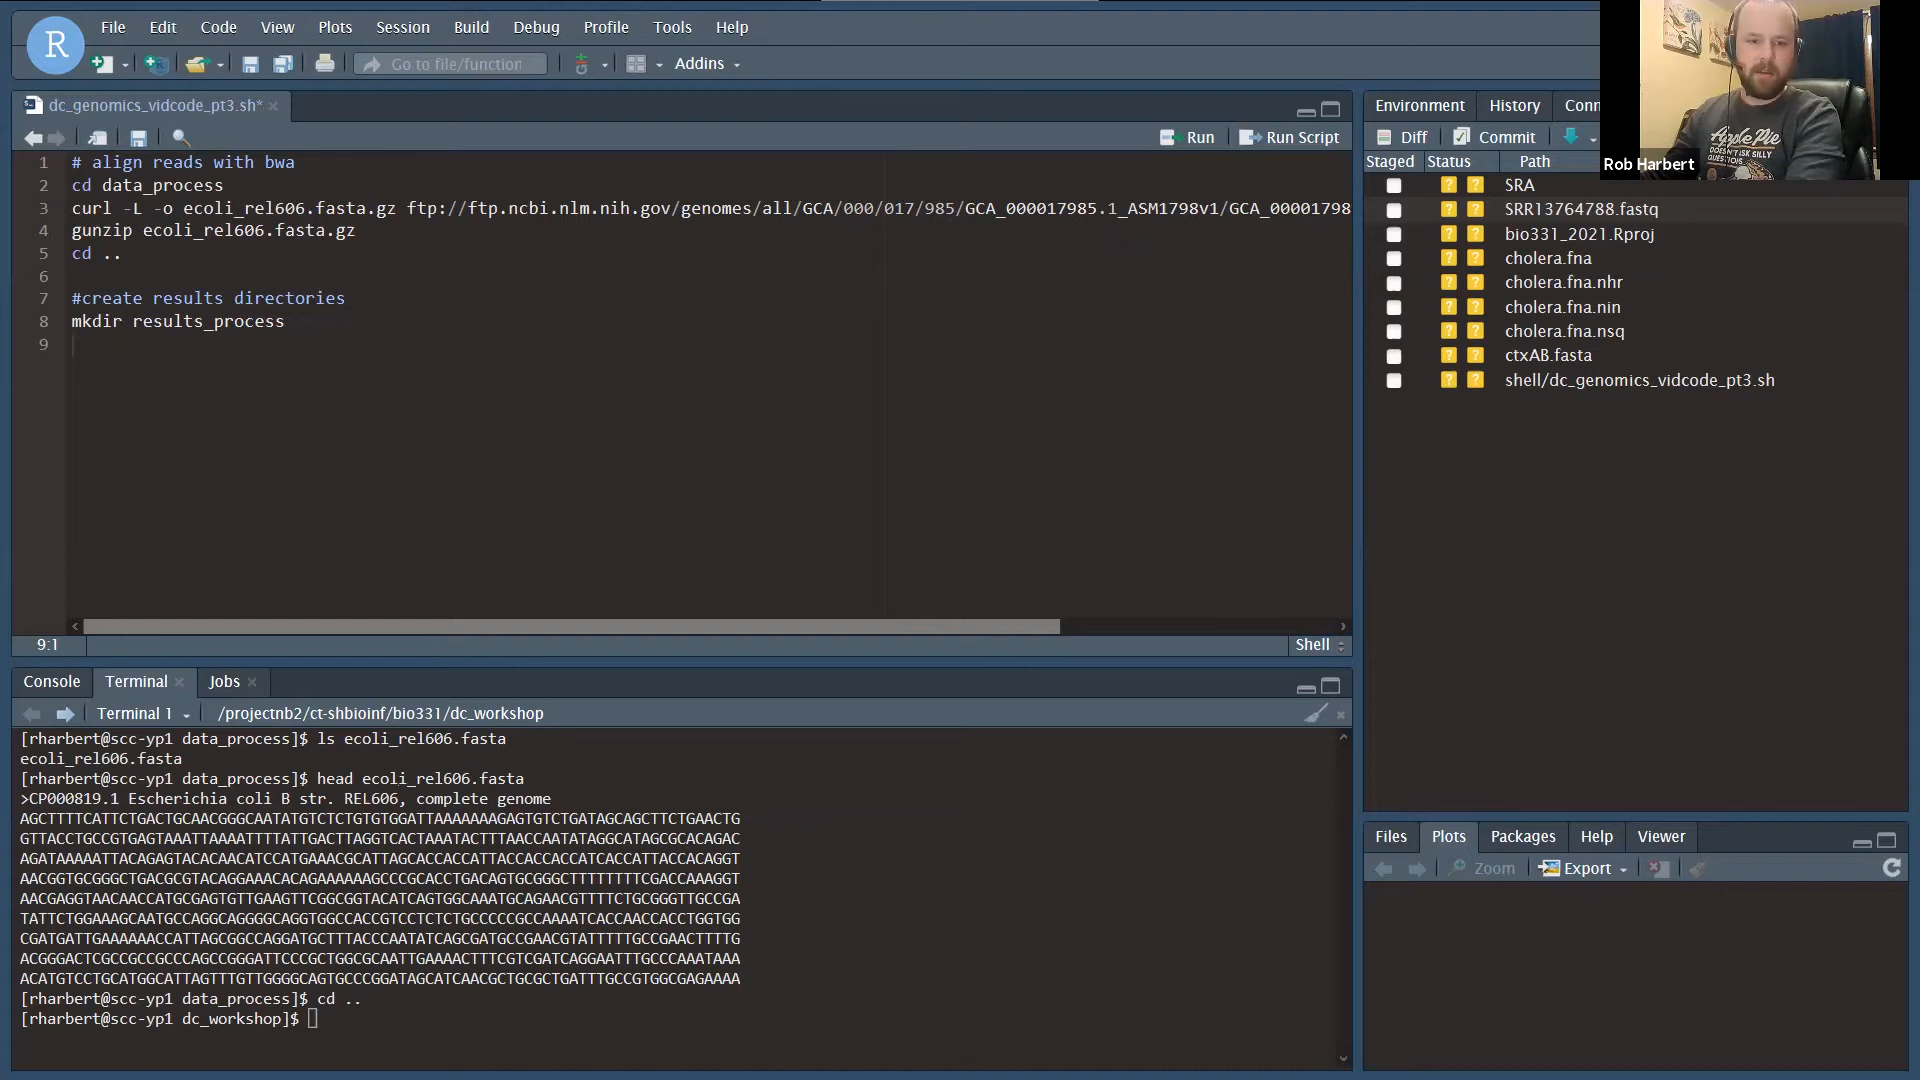 R
File Edit Code View Plots Session Build Debug Profile Tools Help
Go to file/function
Addins
dc_genomics_vidcode_pt3.sh*
Run
Run Script
1 # align reads with bwa
2 cd data_process
3 curl -L -o ecoli_rel606.fasta.gz ftp://ftp.ncbi.nlm.nih.gov/genomes/all/GCA/000/017/985/GCA_000017985.1_ASM1798v1/GCA_00001798
4 gunzip ecoli_rel606.fasta.gz
5 cd ..
6
7 #create results directories
8 mkdir results_process
9
9:1
Shell
Console Terminal Jobs
Terminal 1 /projectnb2/ct-shbioinf/bio331/dc_workshop
[rharbert@scc-yp1 data_process]$ ls ecoli_rel606.fasta
ecoli_rel606.fasta
[rharbert@scc-yp1 data_process]$ head ecoli_rel606.fasta
>CP000819.1 Escherichia coli B str. REL606, complete genome
AGCTTTTCATTCTGACTGCAACGGGCAATATGTCTCTGTGTGGATTAAAAAAAGAGTGTCTGATAGCAGCTTCTGAACTG
GTTACCTGCCGTGAGTAAATTAAAATTTTATTGACTTAGGTCACTAAATACTTTAACCAATATAGGCATAGCGCACAGAC
AGATAAAAATTACAGAGTACACAACATCCATGAAACGCATTAGCACCACCATTACCACCACCATCACCATTACCACAGGT
AACGGTGCGGGCTGACGCGTACAGGAAACACAGAAAAAAGCCCGCACCTGACAGTGCGGGCTTTTTTTTTCGACCAAAGGT
AACGAGGTAACAACCATGCGAGTGTTGAAGTTCGGCGGTACATCAGTGGCAAATGCAGAACGTTTTCTGCGGGTTGCCGA
TATTCTGGAAAGCAATGCCAGGCAGGGGCAGGTGGCCACCGTCCTCTCTGCCCCCGCCAAAATCACCAACCACCTGGTGG
CGATGATTGAAAAAACCATTAGCGGCCAGGATGCTTTACCCAATATCAGCGATGCCGAACGTATTTTTGCCGAACTTTTG
ACGGGACTCGCCGCCGCCCAGCCGGGATTCCCGCTGGCGCAATTGAAAACTTTCGTCGATCAGGAATTTGCCCAAATAAA
ACATGTCCTGCATGGCATTAGTTTGTTGGGGCAGTGCCCGGATAGCATCAACGCTGCGCTGATTTGCCGTGGCGAGAAAA
[rharbert@scc-yp1 data_process]$ cd ..
[rharbert@scc-yp1 dc_workshop]$
Environment History Conn
Diff Commit
Staged Status Path
SRA
SRR13764788.fastq
bio331_2021.Rproj
cholera.fna
cholera.fna.nhr
cholera.fna.nin
cholera.fna.nsq
ctxAB.fasta
shell/dc_genomics_vidcode_pt3.sh
Files Plots Packages Help Viewer
Zoom Export
Apple Pie
DOESN'T ASK SILLY
QUESTIONS
Rob Harbert